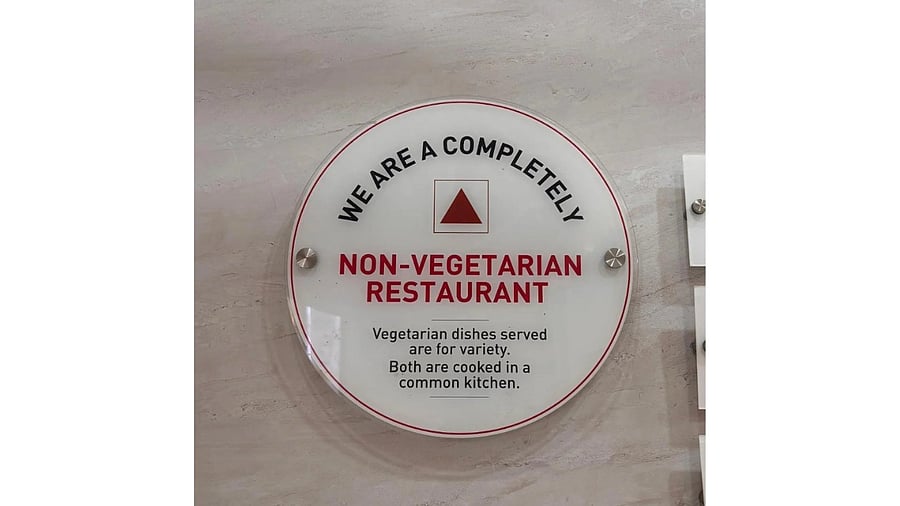 WE ARE A COMPLETELY
NON-VEGETARIAN
RESTAURANT
Vegetarian dishes served
are for variety.
Both are cooked in a
common kitchen.